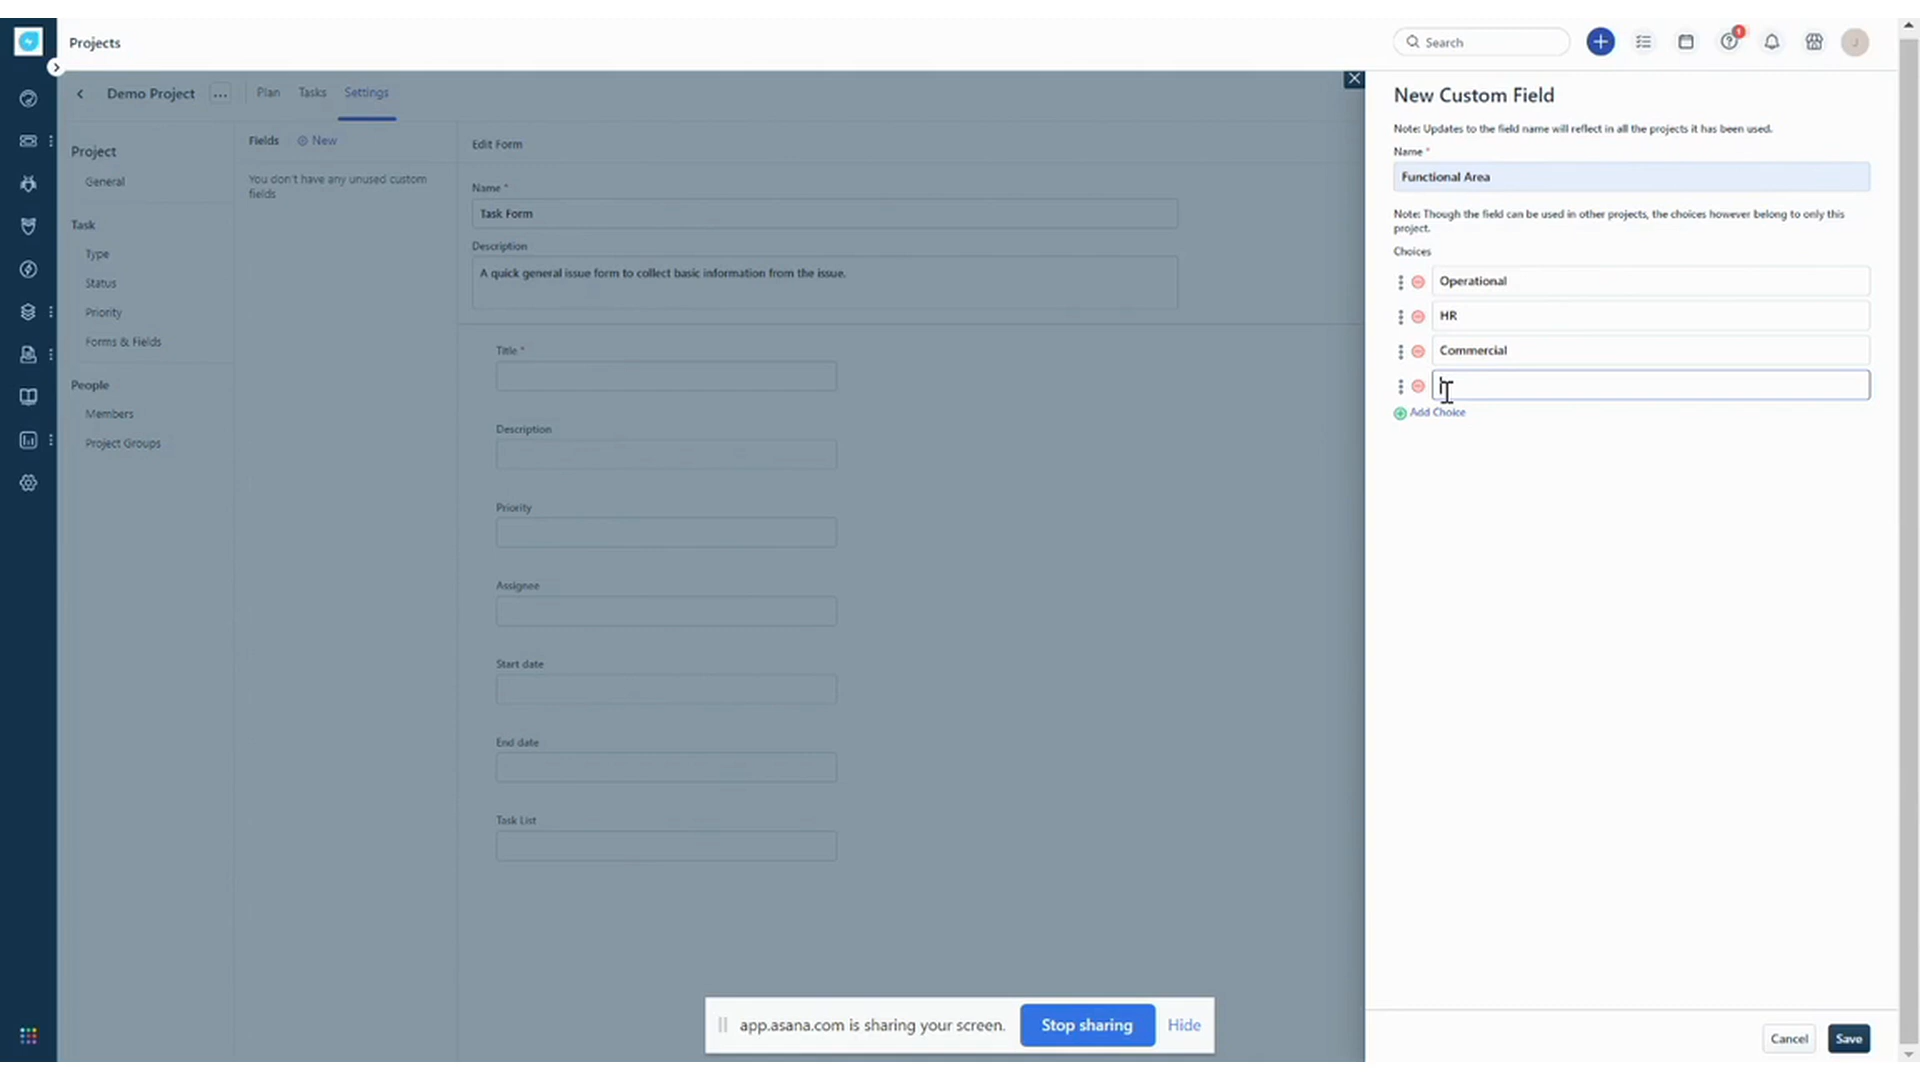 Projects
Search
1
J
Demo Project
...
Plan
Tasks
Settings
Project
General
Task
Type
Status
Priority
Forms & Fields
People
Members
Project Groups
Fields
New
You don't have any unused custom
fields
Edit Form
Name *
Task Form
Description
A quick general issue form to collect basic information from the issue.
Title *
Description
Priority
Assignee
Start date
End date
Task List
New Custom Field
Note: Updates to the field name will reflect in all the projects it has been used.
Name *
Functional Area
Note: Though the field can be used in other projects, the choices however belong to only this
project.
Choices
Operational
HR
Commercial
Add Choice
app.asana.com is sharing your screen.
Stop sharing
Hide
Cancel
Save